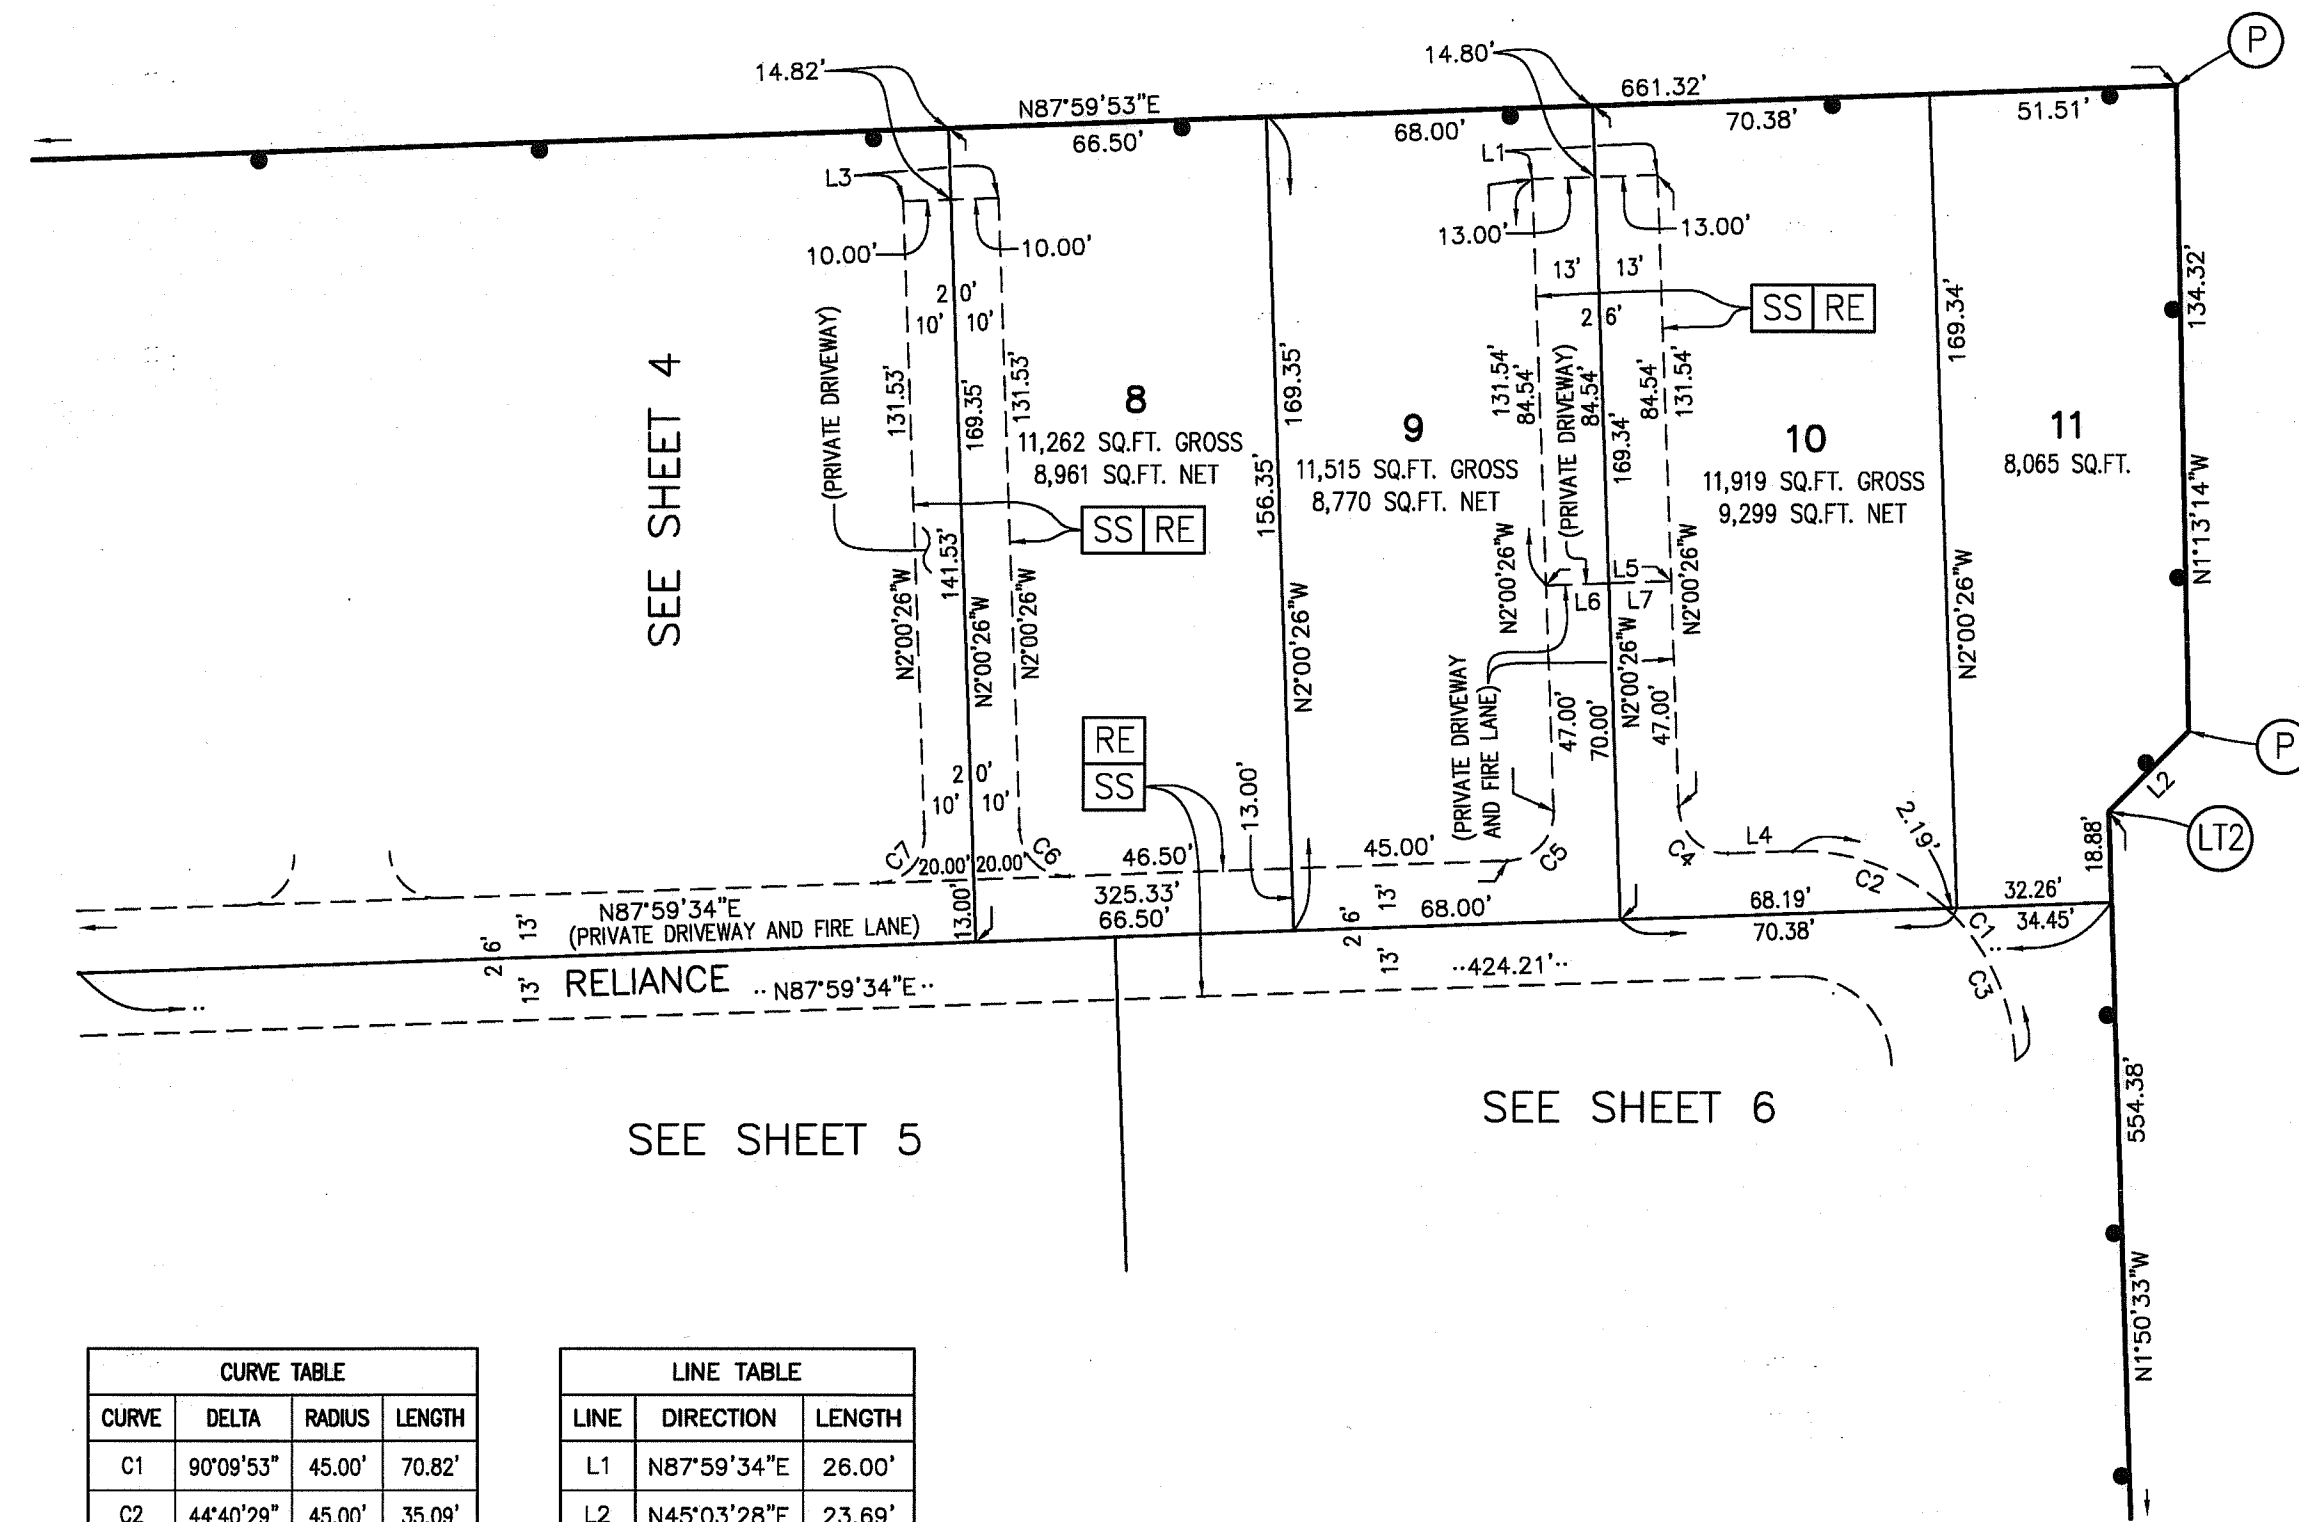 P
14.82'
14.80'
N87°59'53"E
661.32'
66.50'
68.00'
70.38'
51.51'
L3
L1
10.00'
10.00'
13.00'
13.00'
20'
10'
10'
13'
13'
26'
SS RE
134.32'
169.34'
(PRIVATE DRIVEWAY)
SEE SHEET 4
131.53'
169.35'
131.53'
8
11,262 SQ.FT. GROSS
8,961 SQ.FT. NET
169.35'
156.35'
9
11,515 SQ.FT. GROSS
8,770 SQ.FT. NET
131.54'
84.54'
(PRIVATE DRIVEWAY)
84.54'
169.34'
84.54'
131.54'
10
11,919 SQ.FT. GROSS
9,299 SQ.FT. NET
11
8,065 SQ.FT.
N1°13'14"W
SS RE
141.53'
N2°00'26"W
N2°00'26"W
N2°00'26"W
N2°00'26"W
N2°00'26"W
L5
L6
L7
N2°00'26"W
N2°00'26"W
N2°00'26"W
(PRIVATE DRIVEWAY
AND FIRE LANE)
47.00'
70.00'
47.00'
P
L2
LT2
RE
SS
13.00'
20'
10'
10'
C7
20.00'
20.00'
C6
46.50'
45.00'
C5
C4
L4
C2
2.19'
18.88'
N87°59'34"E
(PRIVATE DRIVEWAY AND FIRE LANE)
13.00'
325.33'
66.50'
68.00'
68.19'
70.38'
32.26'
34.45'
C1
C3
26'
13'
13'
26'
13'
13'
RELIANCE
··N87°59'34"E··
··424.21'··
554.38'
N1°50'33"W
SEE SHEET 5
SEE SHEET 6
CURVE TABLE
CURVE DELTA RADIUS LENGTH
C1 90°09'53" 45.00' 70.82'
C2 44°40'29" 45.00' 35.09'
LINE TABLE
LINE DIRECTION LENGTH
L1 N87°59'34"E 26.00'
L2 N45°03'28"E 23.69'